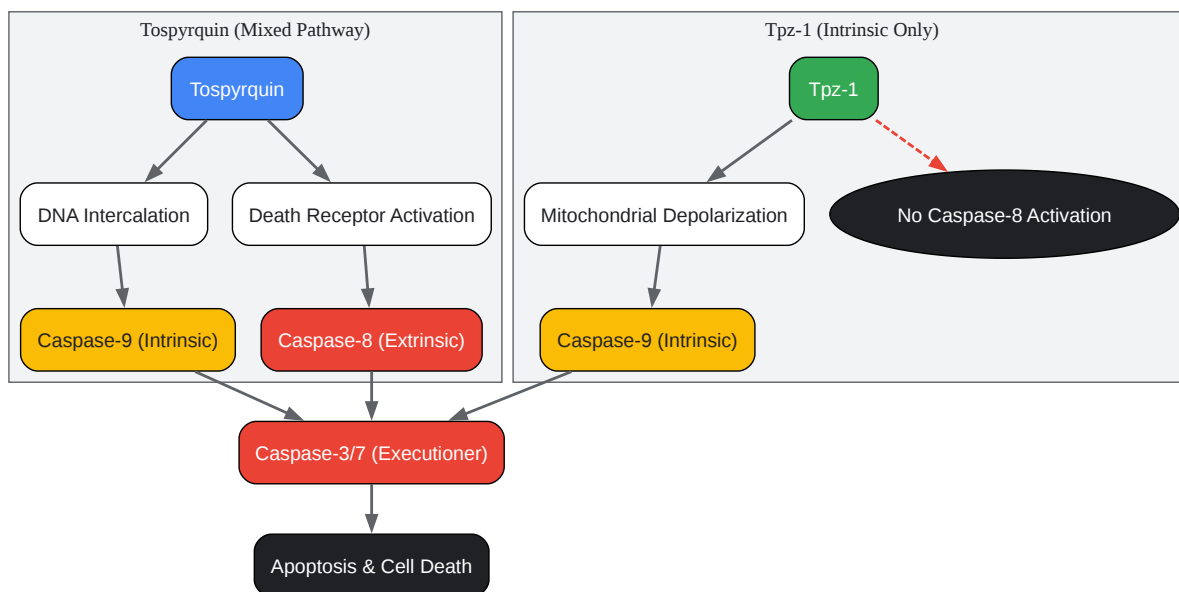 Tospyrquin (Mixed Pathway)
Tpz-1 (Intrinsic Only)
Tospyrquin
Tpz-1
DNA Intercalation
Death Receptor Activation
Mitochondrial Depolarization
No Caspase-8 Activation
Caspase-9 (Intrinsic)
Caspase-8 (Extrinsic)
Caspase-9 (Intrinsic)
Caspase-3/7 (Executioner)
Apoptosis & Cell Death